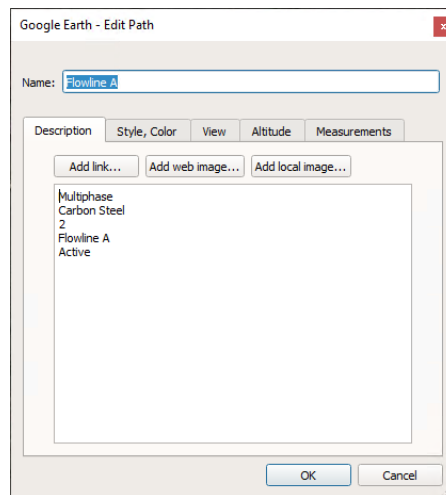 Google Earth - Edit Path
x
Name: Flowline A
Description Style, Color View Altitude Measurements
Add link... Add web image... Add local image...
Multiphase
Carbon Steel
2
Flowline A
Active
OK Cancel